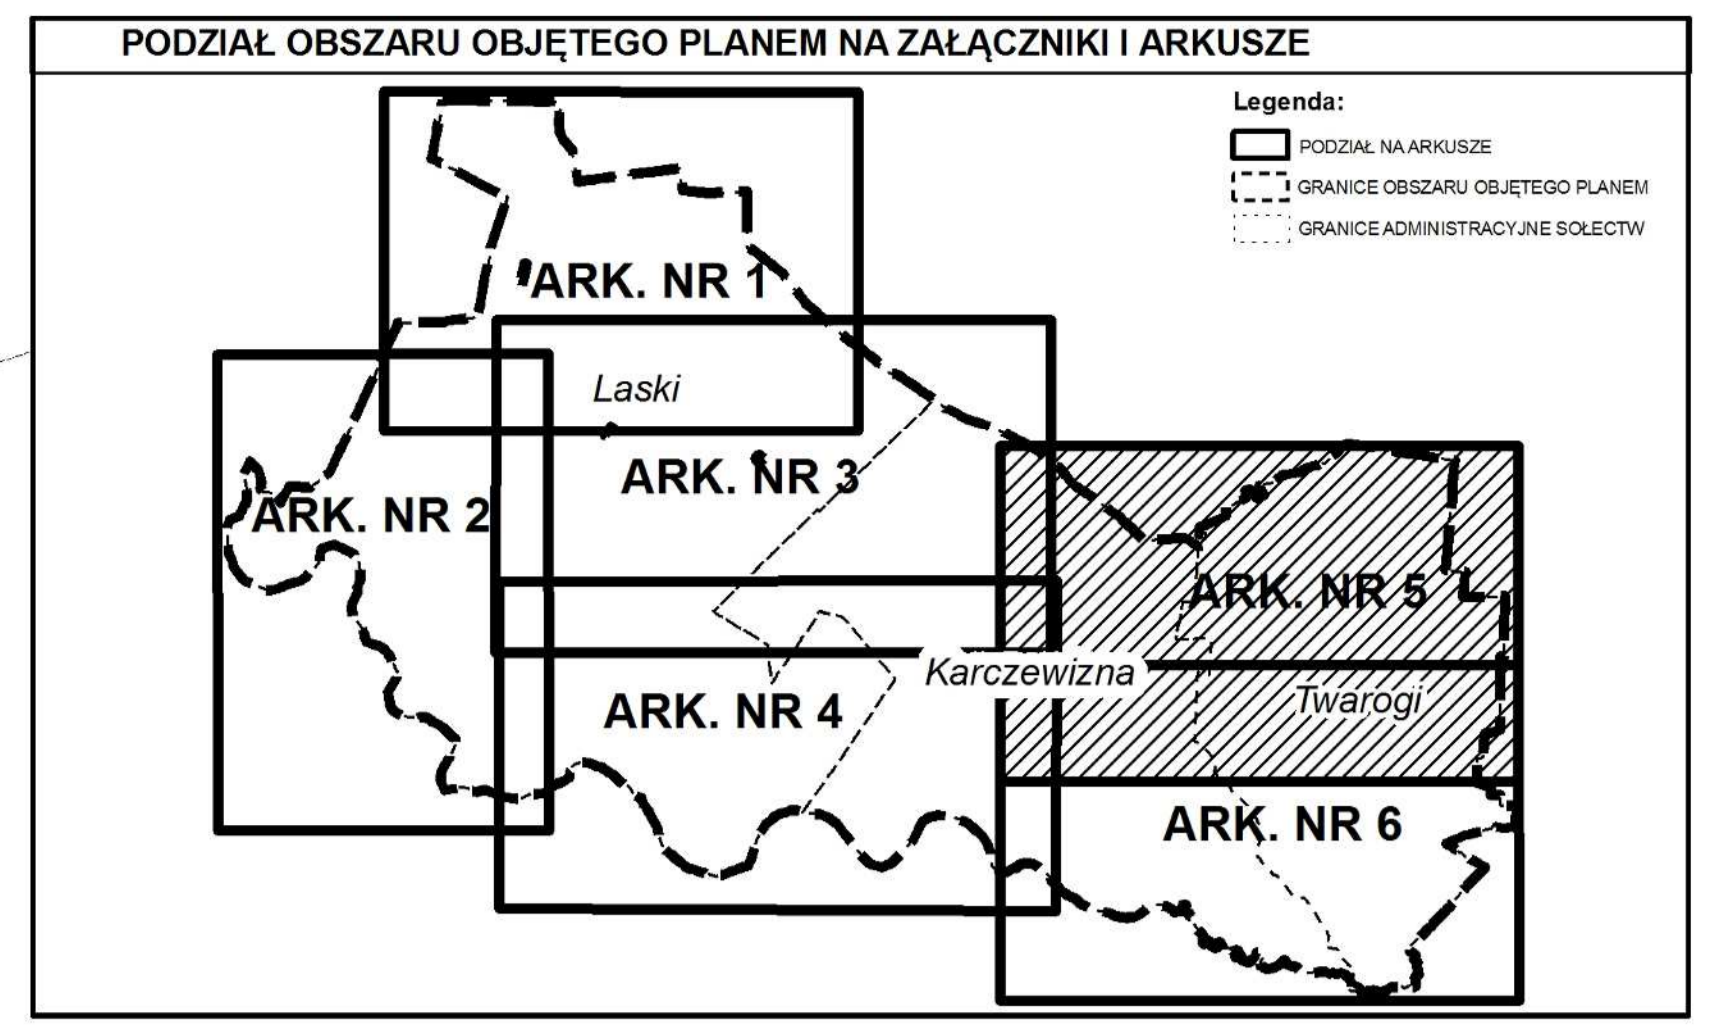 PODZIAŁ OBSZARU OBJĘTEGO PLANEM NA ZAŁĄCZNIKI I ARKUSZE
Legenda:
PODZIAŁ NA ARKUSZE
GRANICE OBSZARU OBJĘTEGO PLANEM
GRANICE ADMINISTRACYJNE SOŁECTW
ARK. NR 1
Laski
ARK. NR 3
ARK. NR 2
ARK. NR 5
Karczewizna
Twarogi
ARK. NR 4
ARK. NR 6